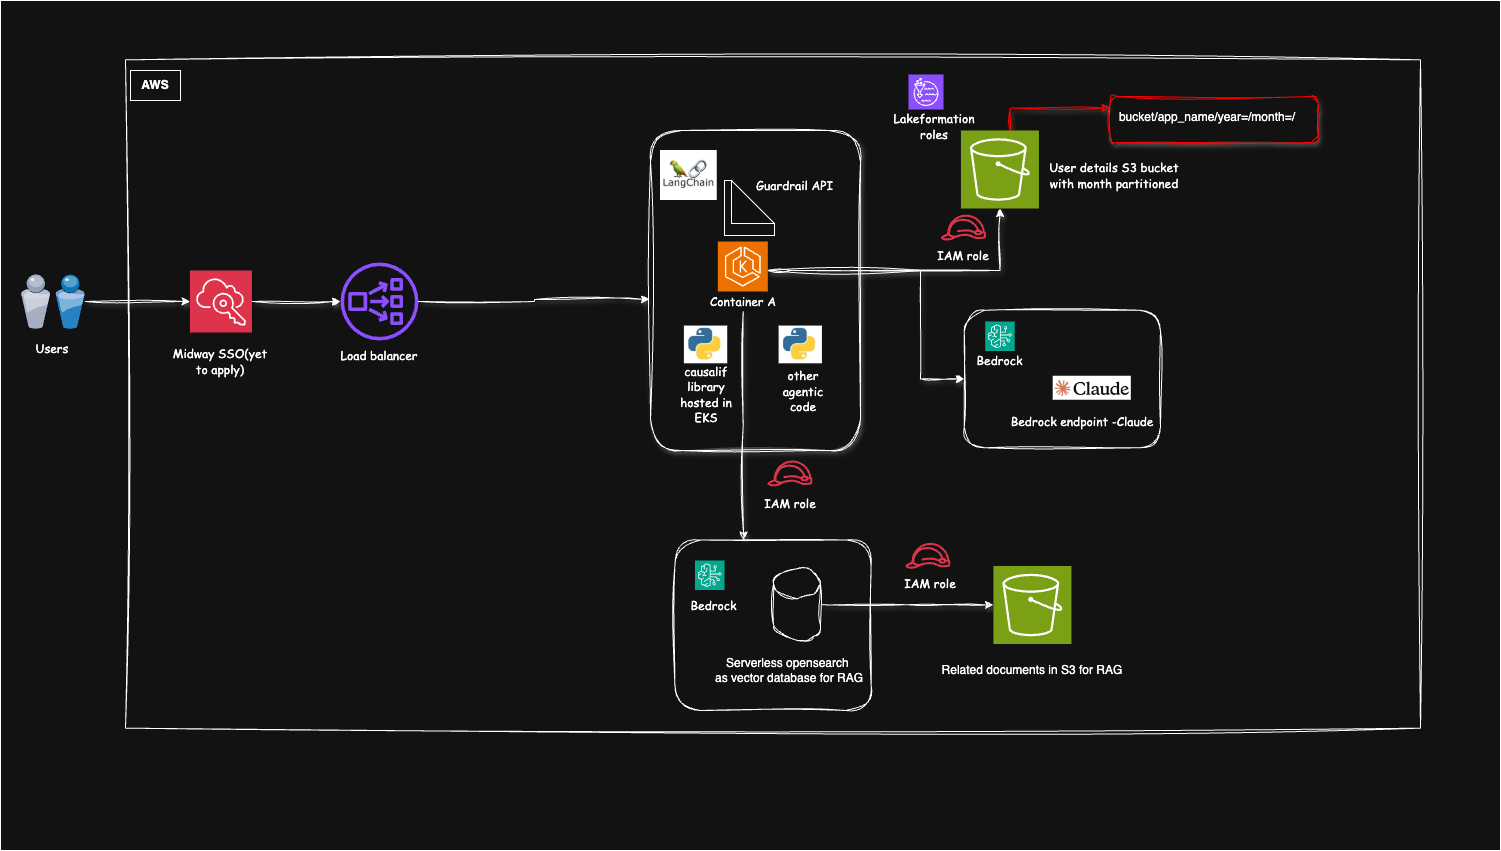 AWS
Lakeformation
roles
bucket/app_name/year=/month=/
User details S3 bucket
with month partitioned
LangChain
Guardrail API
IAM role
Container A
Users
Midway SSO(yet
to apply)
Load balancer
causalif
library
hosted in
EKS
other
agentic
code
Bedrock
Claude
Bedrock endpoint -Claude
IAM role
Bedrock
Serverless opensearch
as vector database for RAG
IAM role
Related documents in S3 for RAG